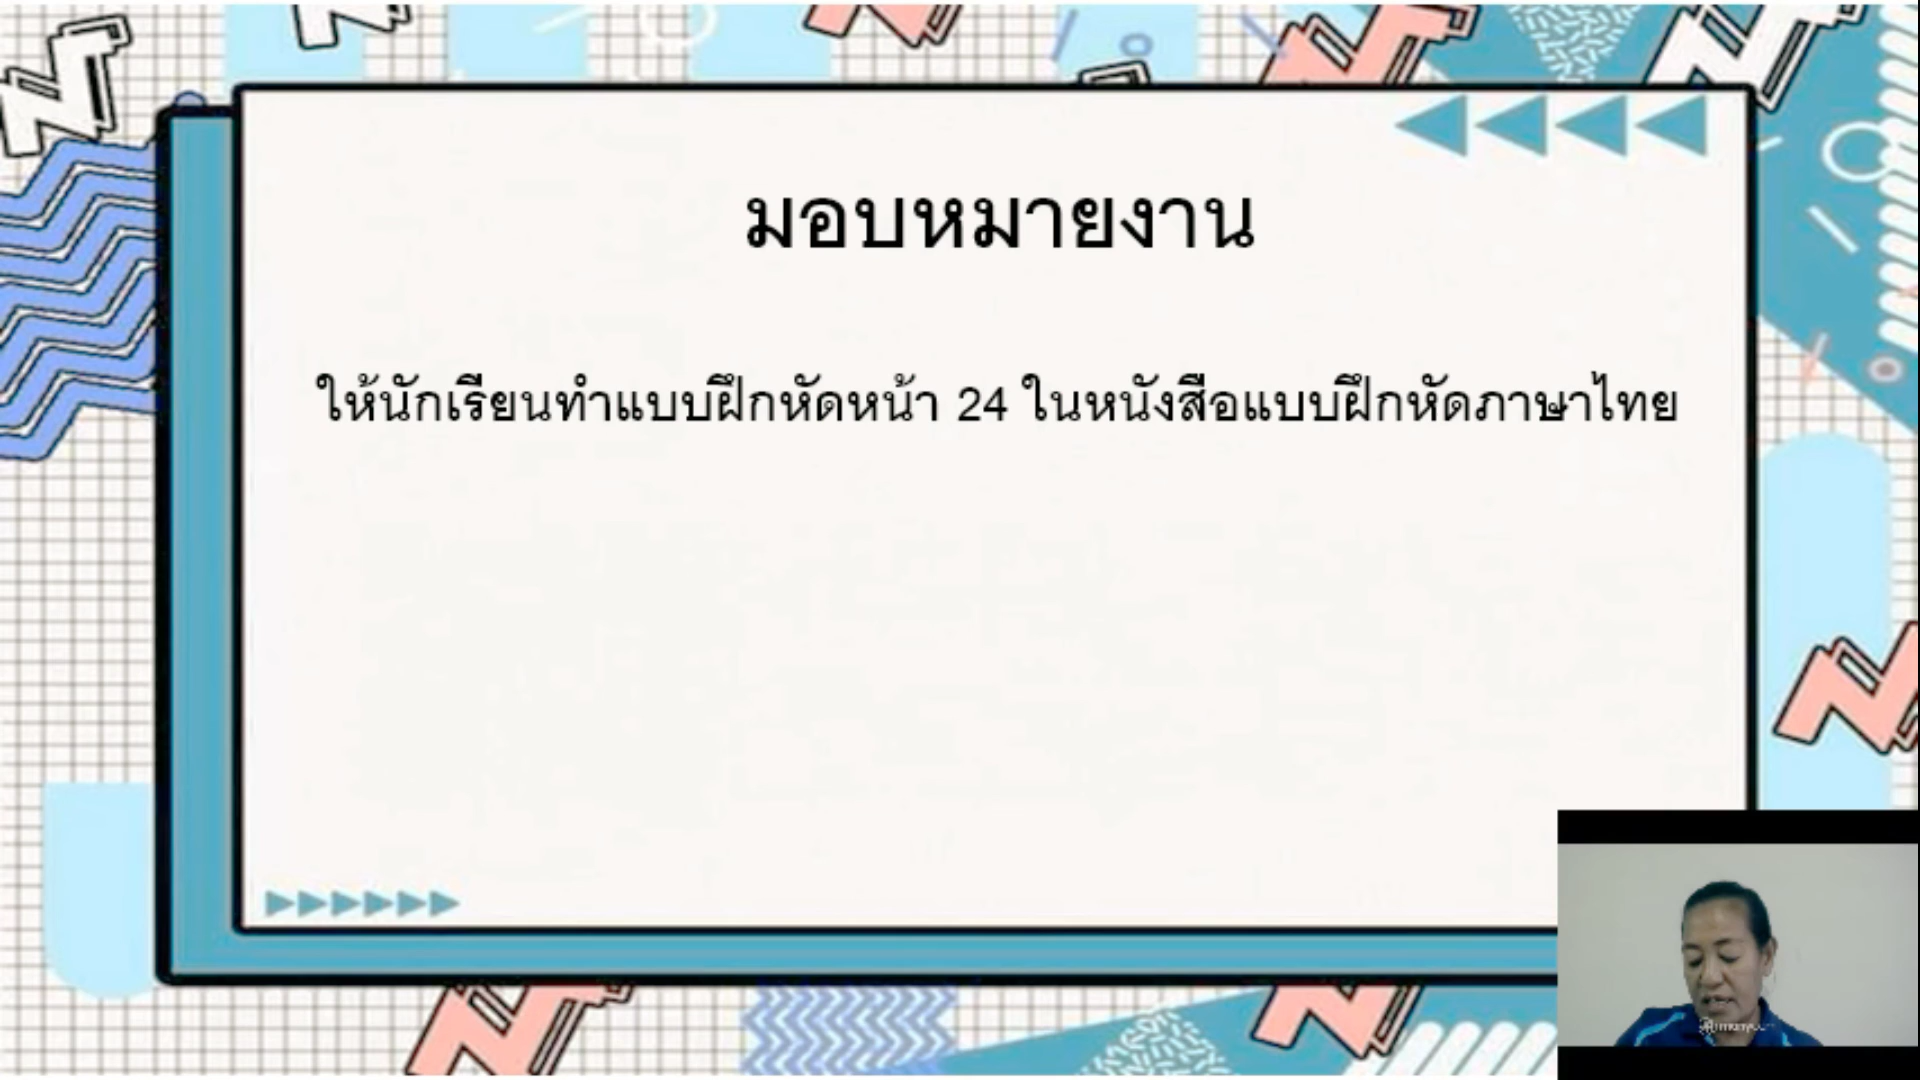 มอบหมายงาน
ให้นักเรียนทำแบบฝึกหัดหน้า 24 ในหนังสือแบบฝึกหัดภาษาไทย